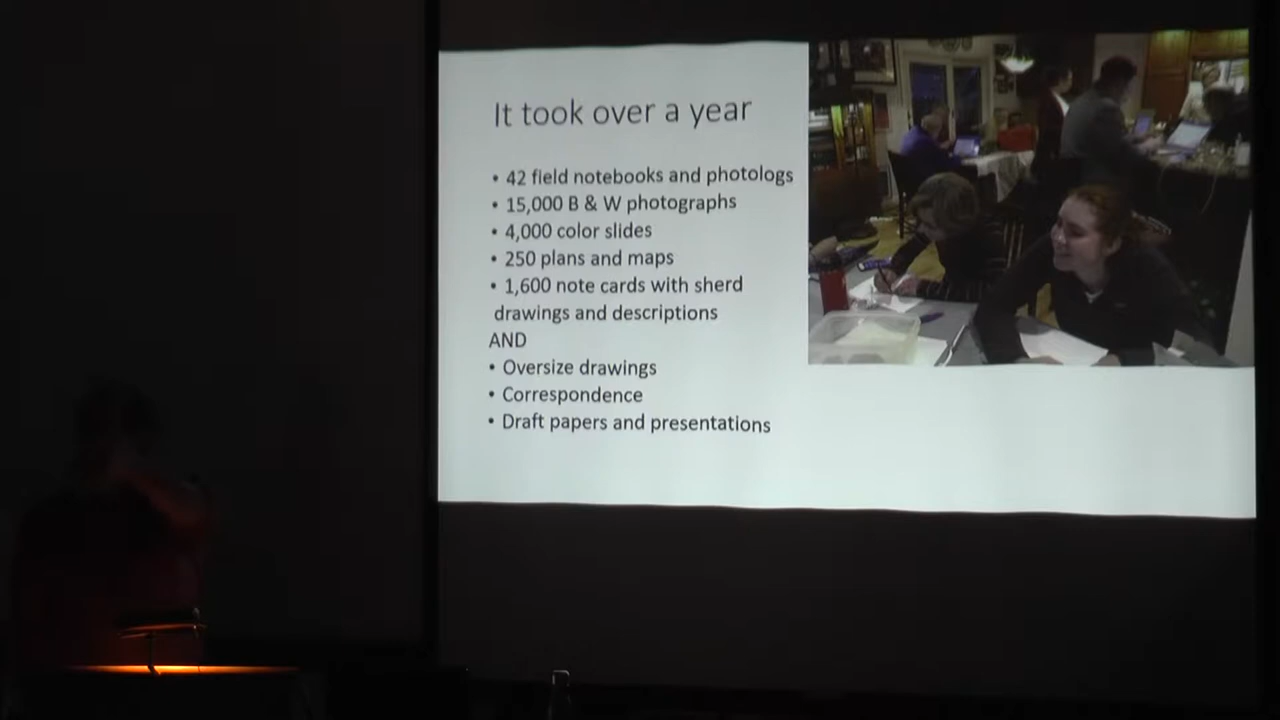 It took over a year
• 42 field notebooks and photologs
• 15,000 B & W photographs
• 4,000 color slides
• 250 plans and maps
• 1,600 note cards with sherd
drawings and descriptions
AND
• Oversize drawings
• Correspondence
• Draft papers and presentations